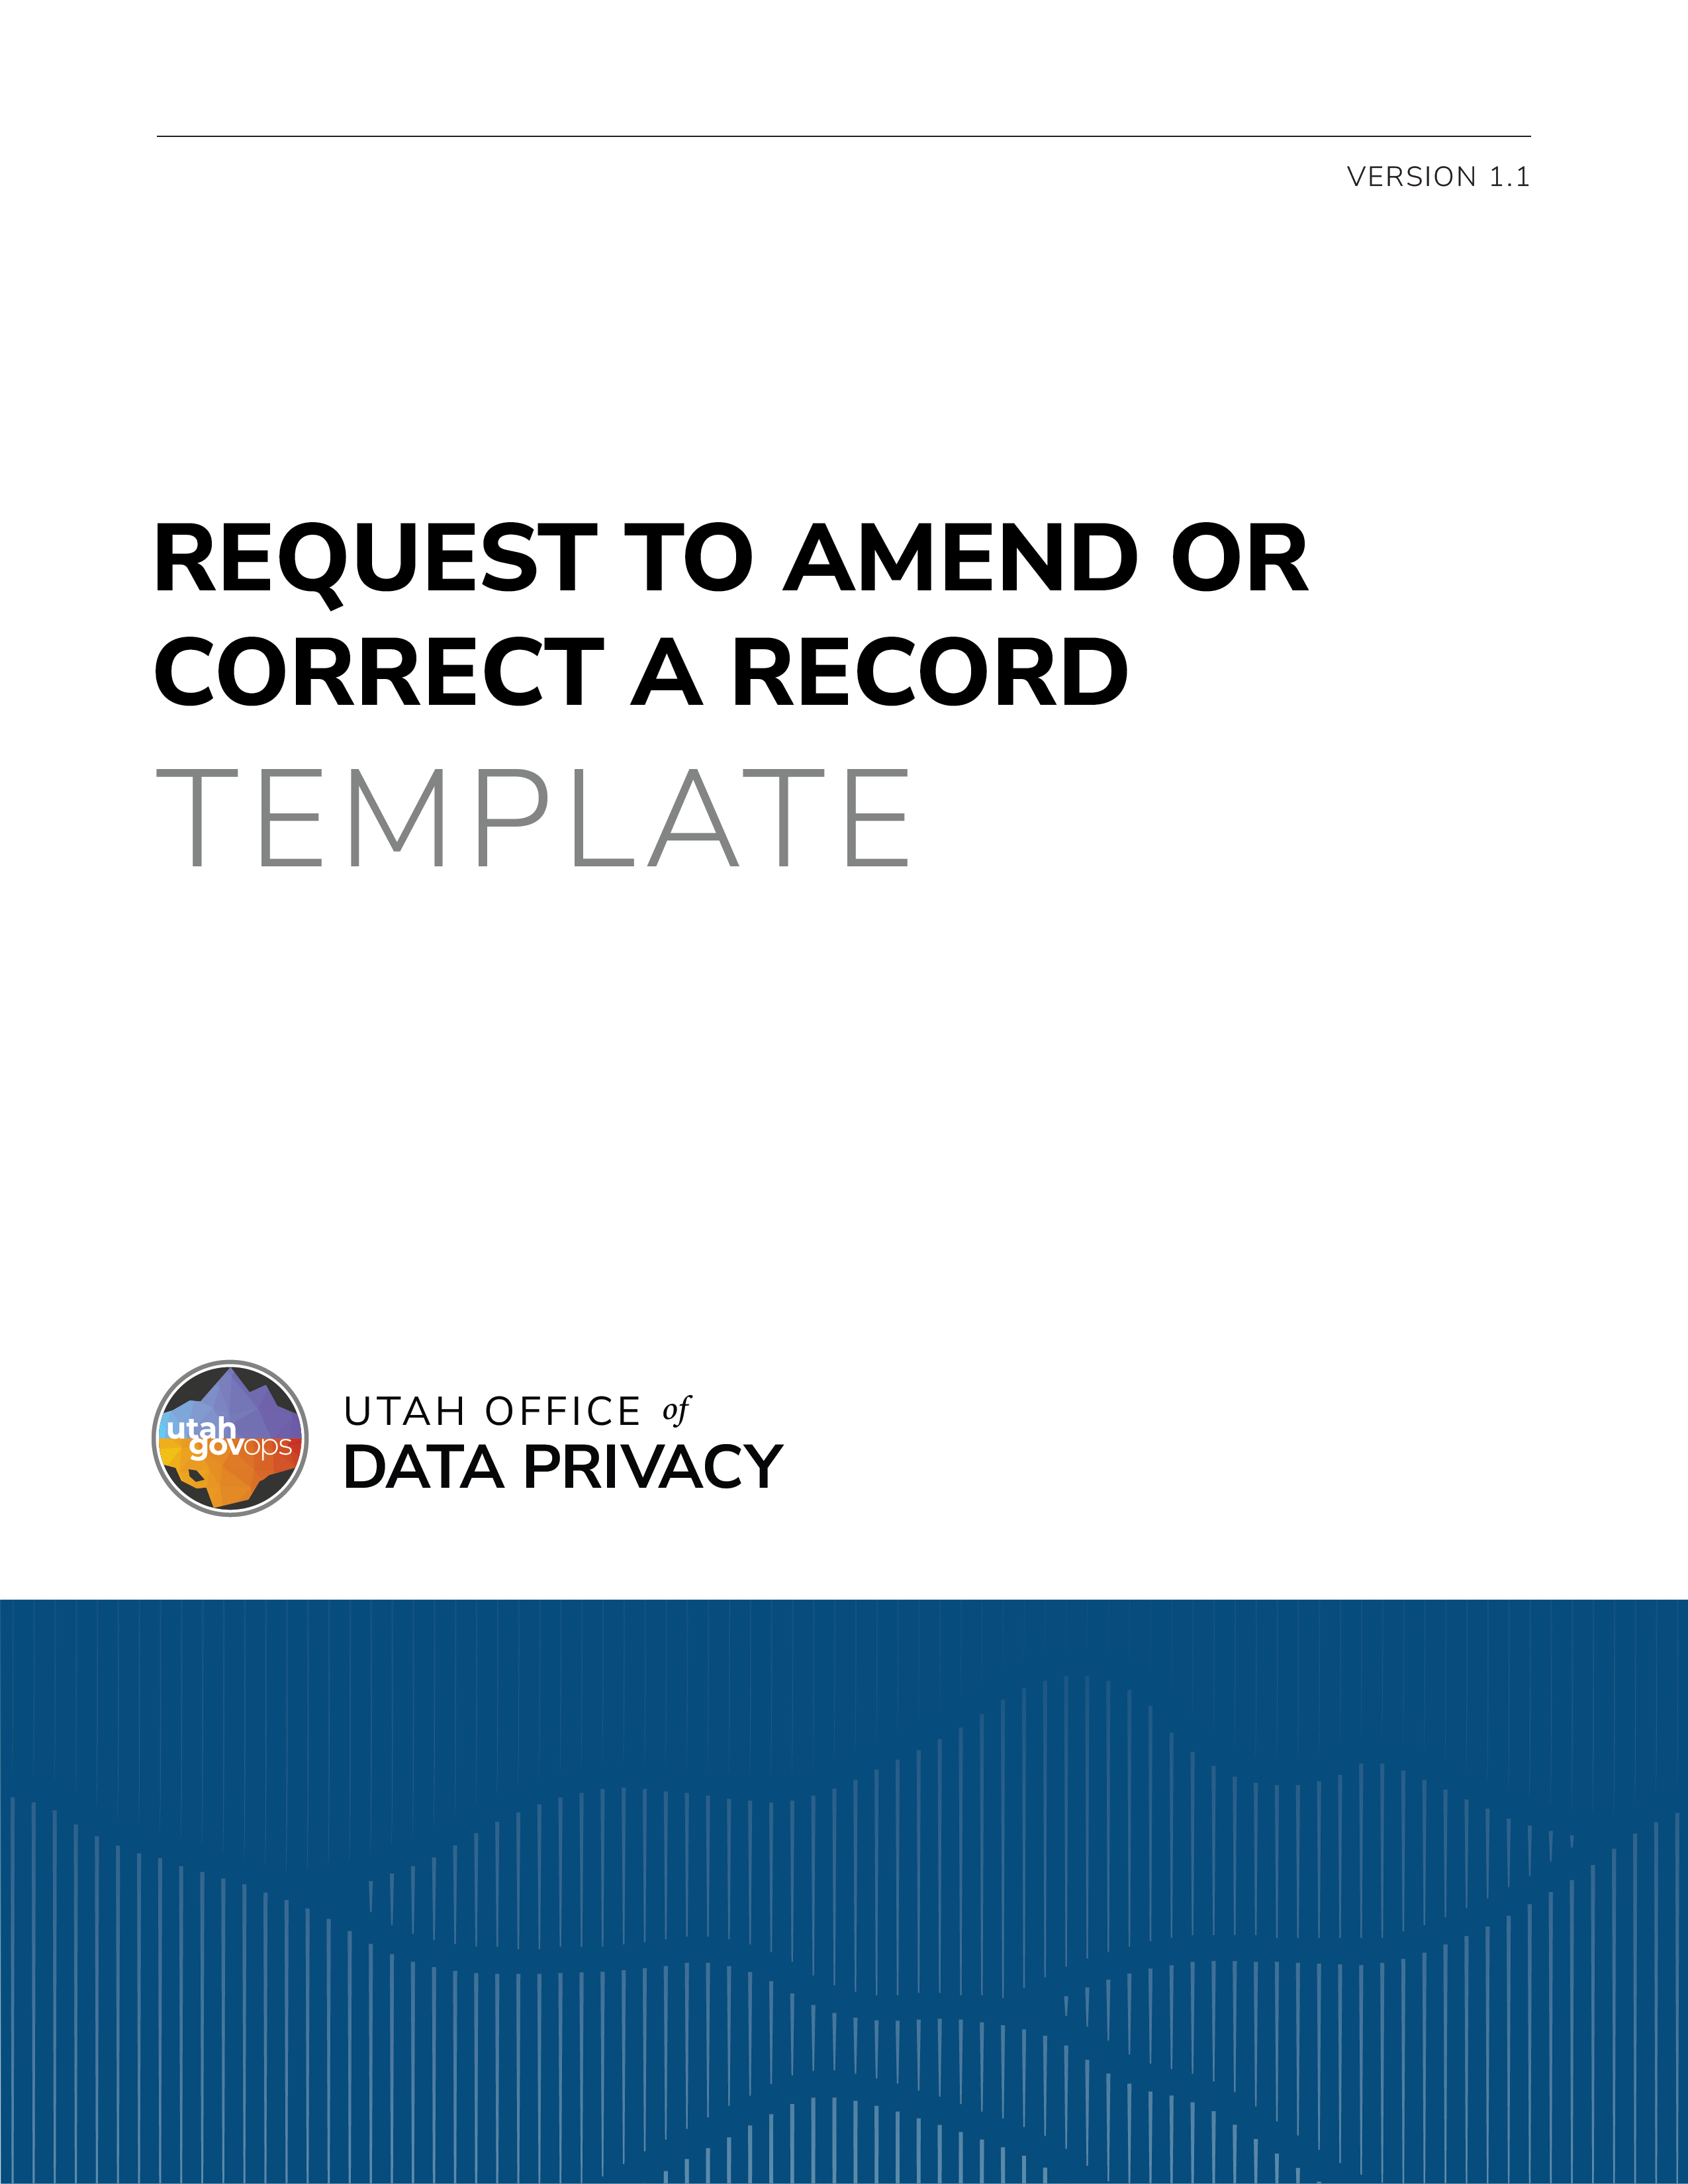 VERSION 1.1
REQUEST TO AMEND OR
CORRECT A RECORD
TEMPLATE
utah
govops
UTAH OFFICE of
DATA PRIVACY